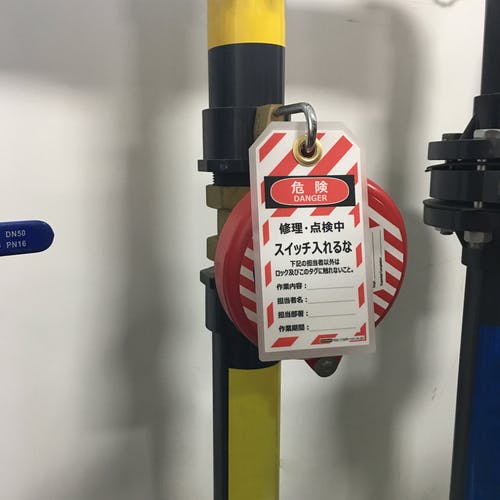 DN50
PN16
危険
DANGER
修理・点検中
スイッチ入れるな
下記の担当者以外は
ロック及びこのタグに触れないこと。
作業内容：
担当者名：
担当部署：
作業期間：